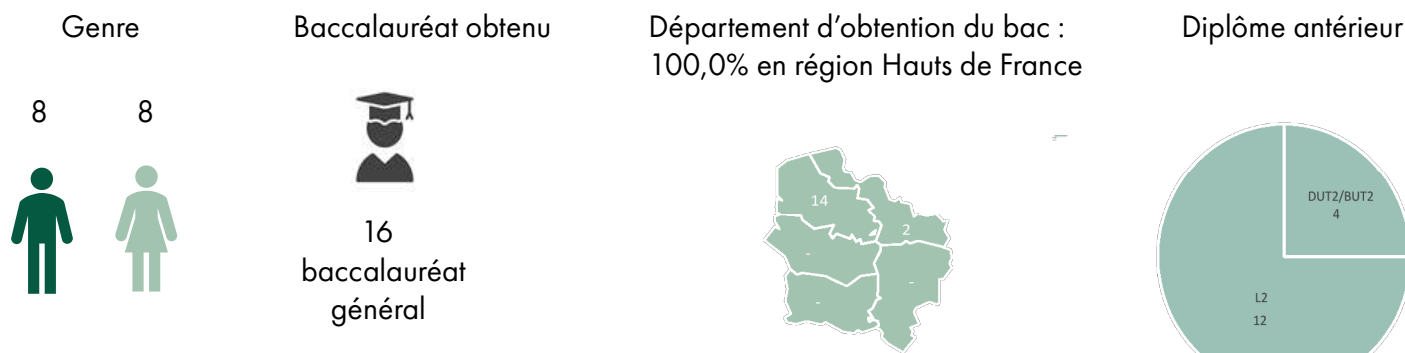 Genre
8
8
Baccalauréat obtenu
16
baccalauréat
général
Département d’obtention du bac :
100,0% en région Hauts de France
14
2
-
-
-
Diplôme antérieur
DUT2/BUT2
4
L2
12